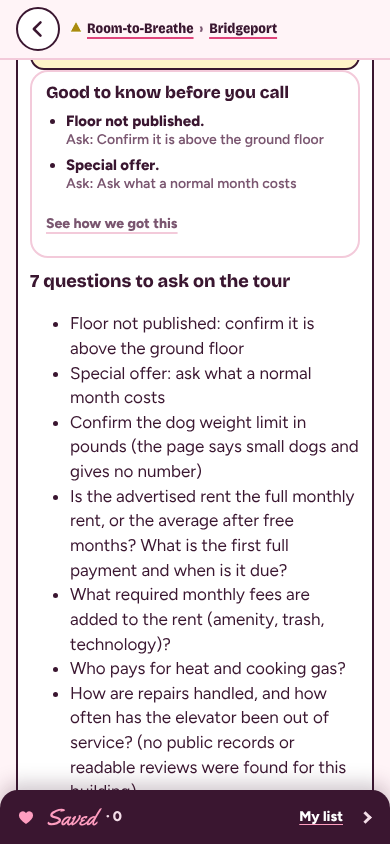 Room-to-Breathe › Bridgeport
Good to know before you call
Floor not published.
Ask: Confirm it is above the ground floor
Special offer.
Ask: Ask what a normal month costs
See how we got this
7 questions to ask on the tour
Floor not published: confirm it is
above the ground floor
Special offer: ask what a normal
month costs
Confirm the dog weight limit in
pounds (the page says small dogs and
gives no number)
Is the advertised rent the full monthly
rent, or the average after free
months? What is the first full
payment and when is it due?
What required monthly fees are
added to the rent (amenity, trash,
technology)?
Who pays for heat and cooking gas?
How are repairs handled, and how
often has the elevator been out of
service? (no public records or
readable reviews were found for this
building)
Saved · 0
My list